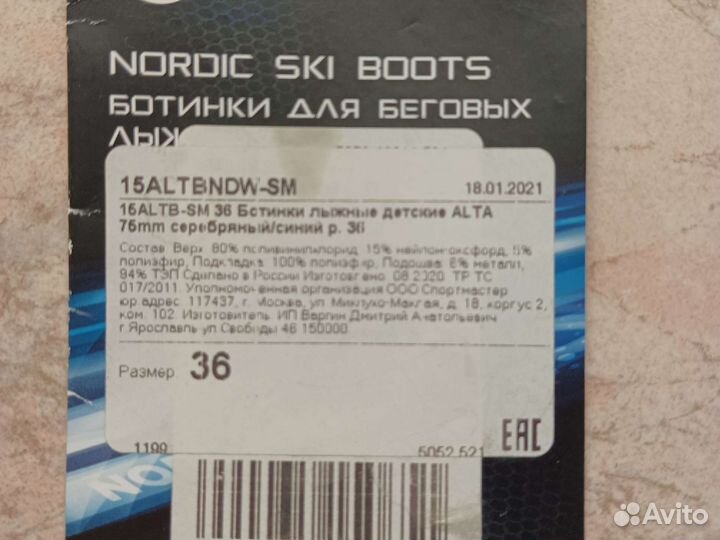 NORDIC SKI BOOTS
БОТИНКИ ДЛЯ БЕГОВЫХ
ЛЫЖ
15ALTBNDW-SM
18.01.2021
15ALTB-SM 36 Ботинки лыжные детские ALTA
75mm серебряный/синий р. 36
Состав Верх 80% поливинилхлорид, 15% нейлон-оксфорд, 5%
полиэфир, Подкладка 100% полиэфир, Подошва 6% металл,
94% ТЭП Сделано в России Изготовлено 08.2020 ТР ТС
017/2011. Уполномоченная организация ООО Спортмастер
юр адрес. 117437, г. Москва, ул Миклухо-Маклая, д. 18, корпус 2,
ком. 102. Изготовитель. ИП Варгин Дмитрий Анатольевич
г Ярославль ул Свободы 46 150000
Размер 36
EAC
1199
5052 521
NOR
Avito